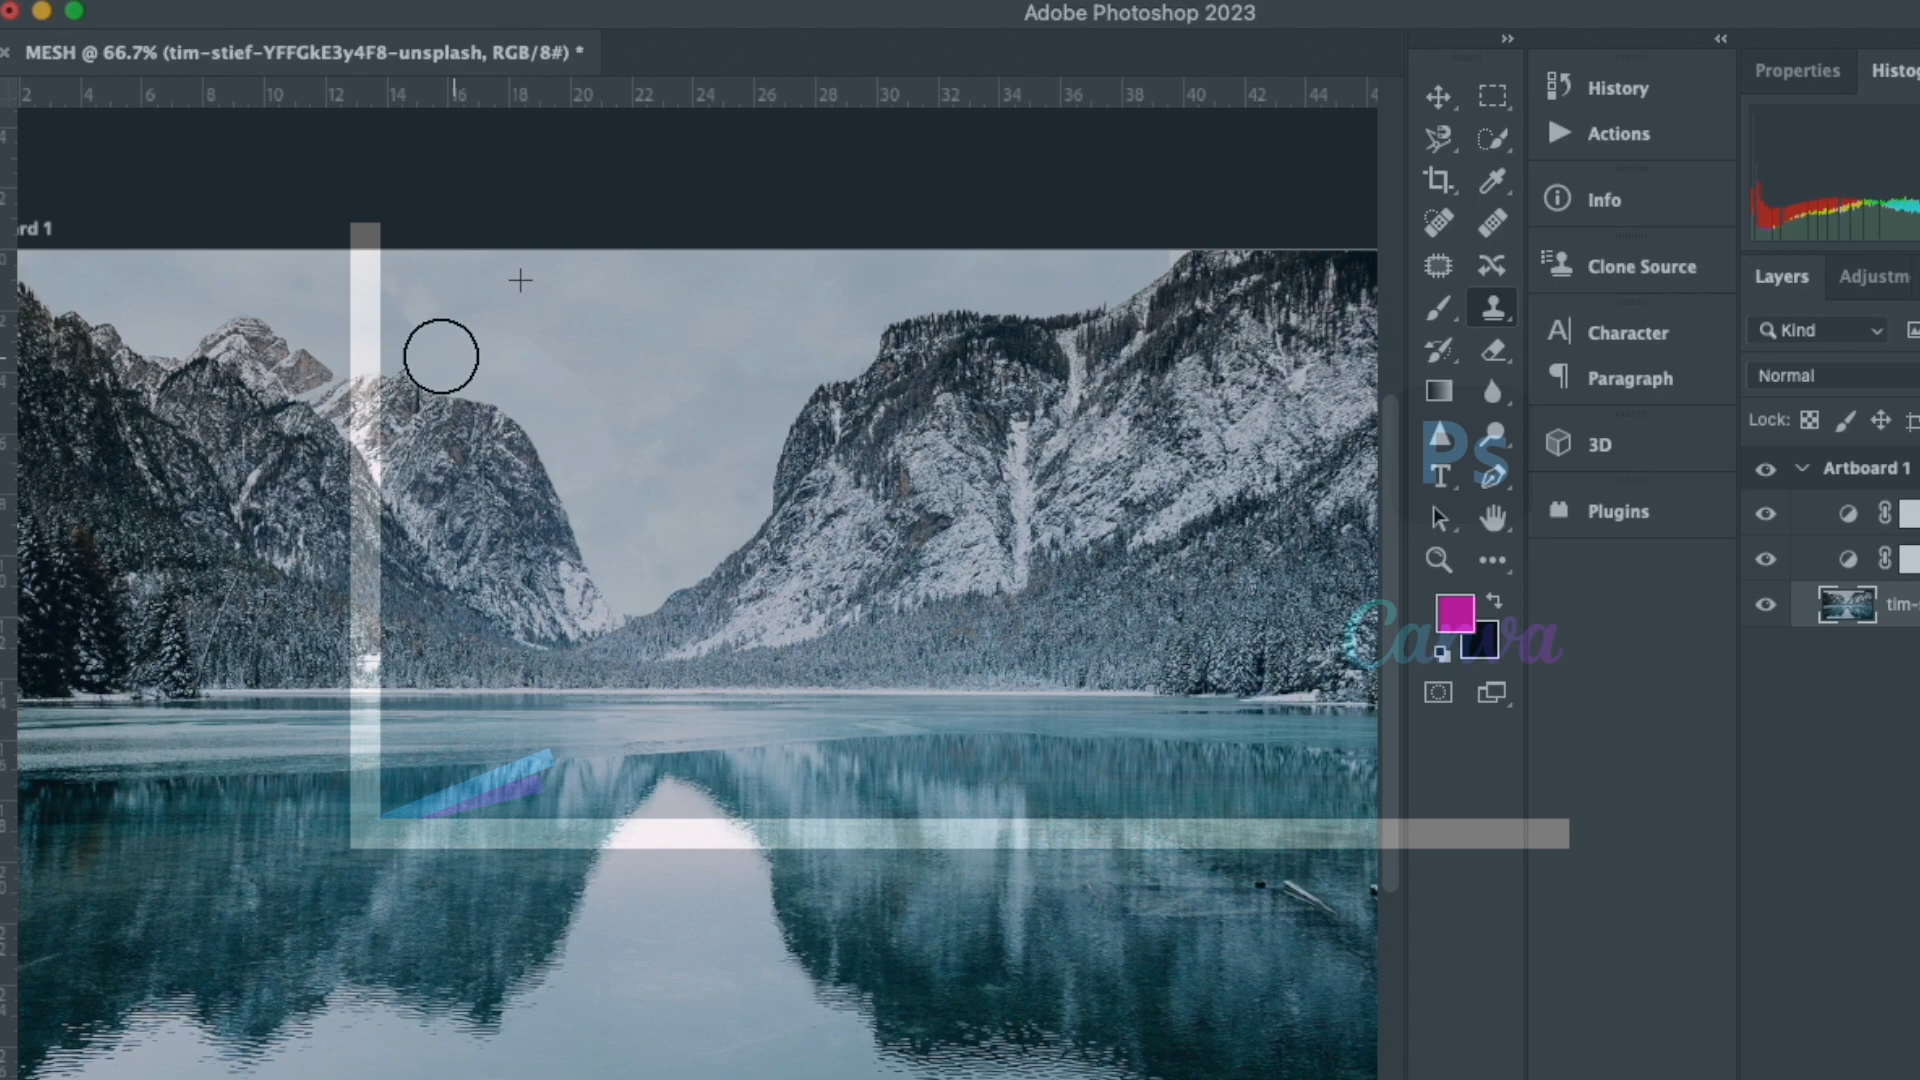 Adobe Photoshop 2023
MESH @ 66.7% (tim-stief-YFFGkE3y4F8-unsplash, RGB/8#) *
2 4 6 8 10 12 14 16 18 20 22 24 26 28 30 32 34 36 38 40 42 44 4
rd 1
History
Actions
Info
Clone Source
Character
Paragraph
3D
Plugins
Properties Histog
Layers Adjustm
Kind
Normal
Lock:
Artboard 1
tim-
Ps
Canva